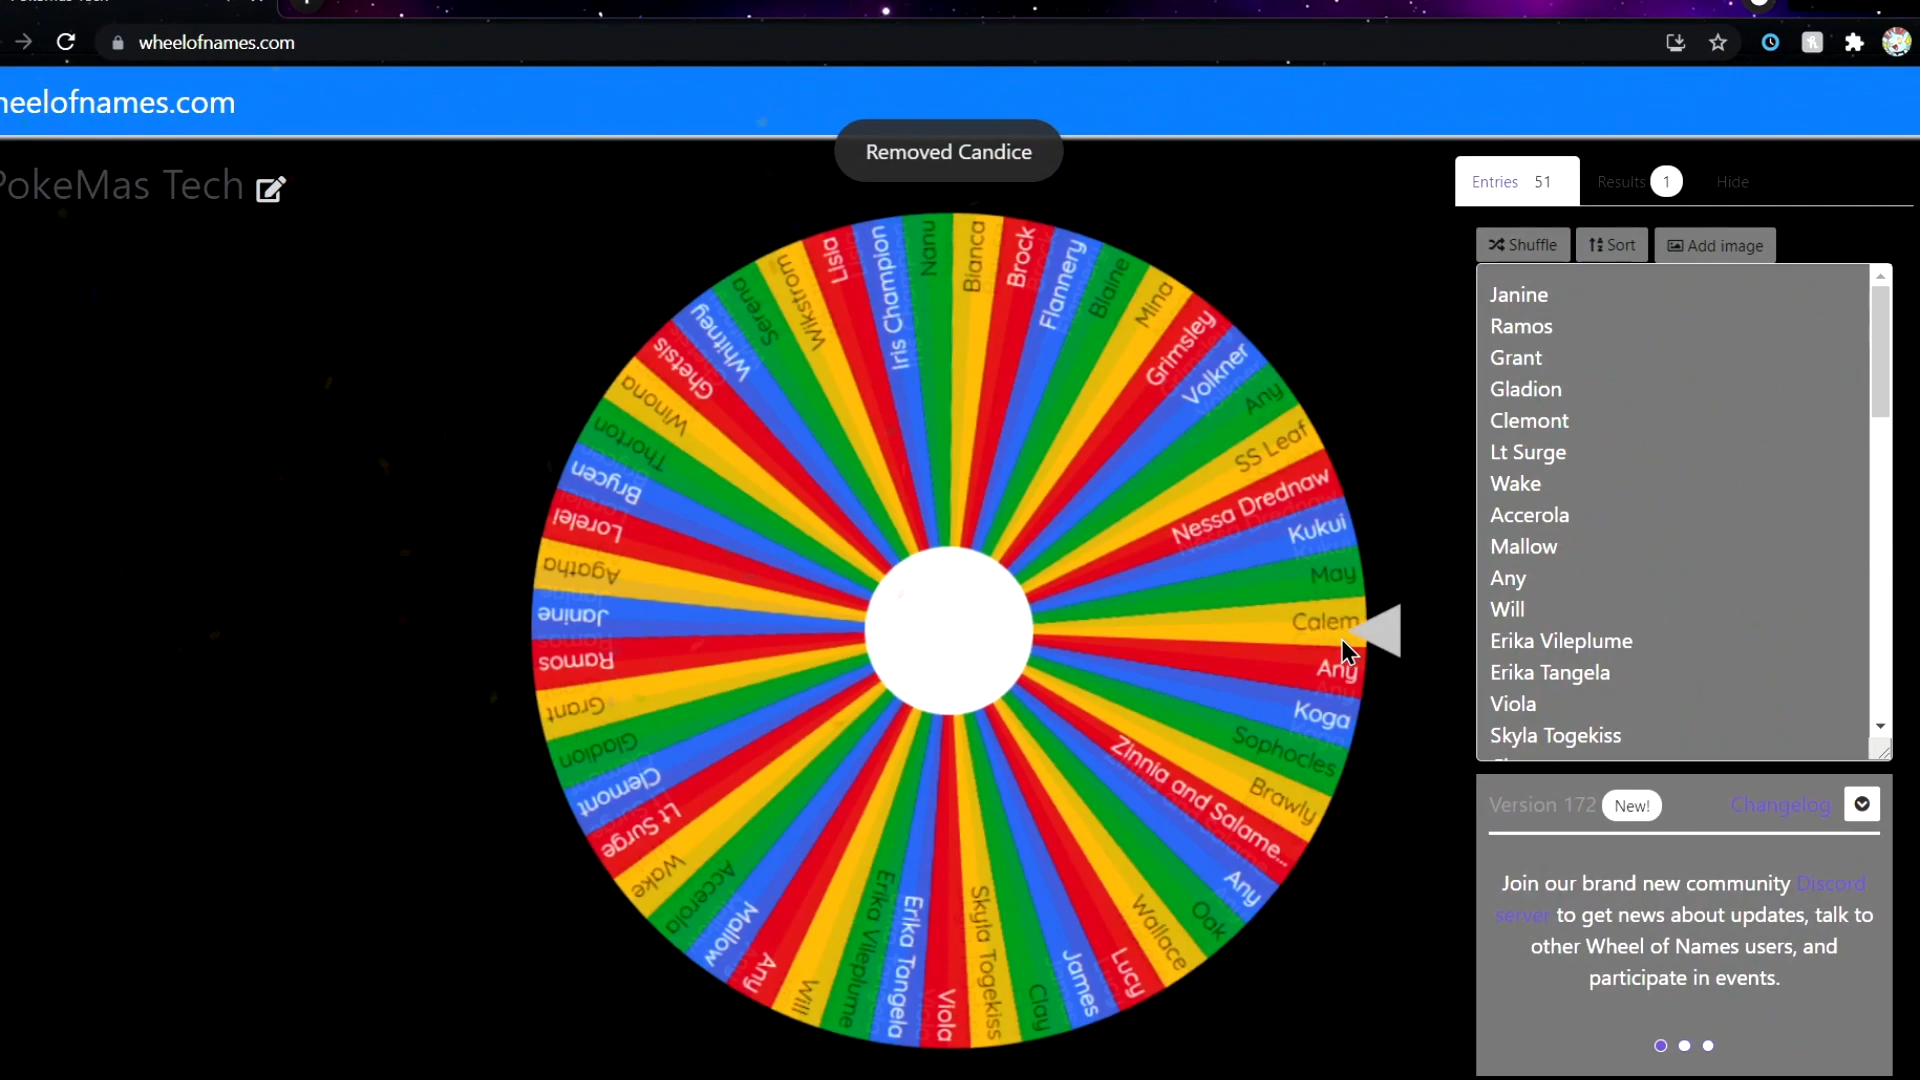 wheelofnames.com
heelofnames.com
Removed Candice
PokeMas Tech
Entries 51
Results 1
Hide
Shuffle
Sort
Add image
Janine
Ramos
Grant
Gladion
Clemont
Lt Surge
Wake
Accerola
Mallow
Any
Will
Erika Vileplume
Erika Tangela
Viola
Skyla Togekiss
Nanu
Bianca
Brock
Flannery
Blaine
Mina
Grimsley
Volkner
Any
SS Leaf
Nessa Drednaw
Kukui
May
Calem
Any
Koga
Sophocles
Brawly
Zinnia and Salame...
Any
Oak
Wallace
Lucy
James
Clay
Skyla Togekiss
Viola
Erika Tangela
Erika Vileplume
Will
Any
Mallow
Accerola
Wake
Lt Surge
Clemont
Gladion
Grant
Ramos
Janine
Agatha
Lorelei
Brycen
Thorton
Winona
Ghetsis
Whitney
Serena
Wikstrom
Lisia
Iris Champion
Version 172 New!
Changelog
Join our brand new community Discord
server to get news about updates, talk to
other Wheel of Names users, and
participate in events.